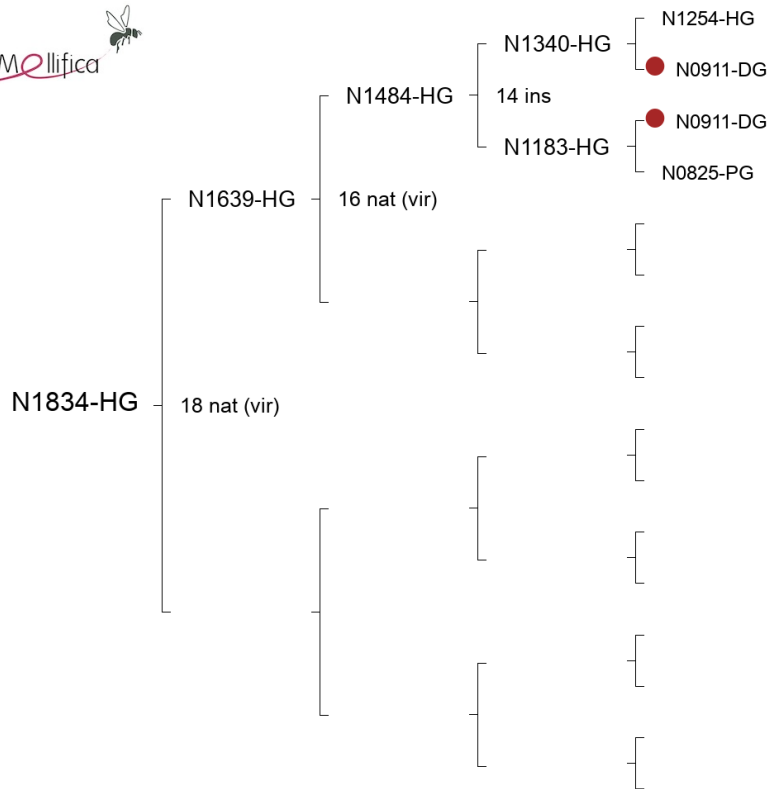 Mellifica
N1254-HG
N1340-HG
N0911-DG
N1484-HG
14 ins
N0911-DG
N1183-HG
N0825-PG
N1639-HG
16 nat (vir)
N1834-HG
18 nat (vir)